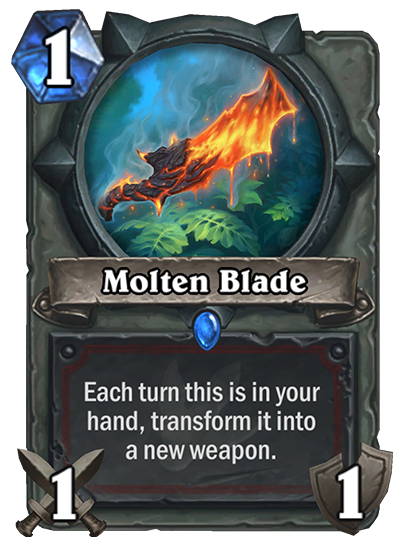 1
Molten Blade
Each turn this is in your
hand, transform it into
a new weapon.
1 1